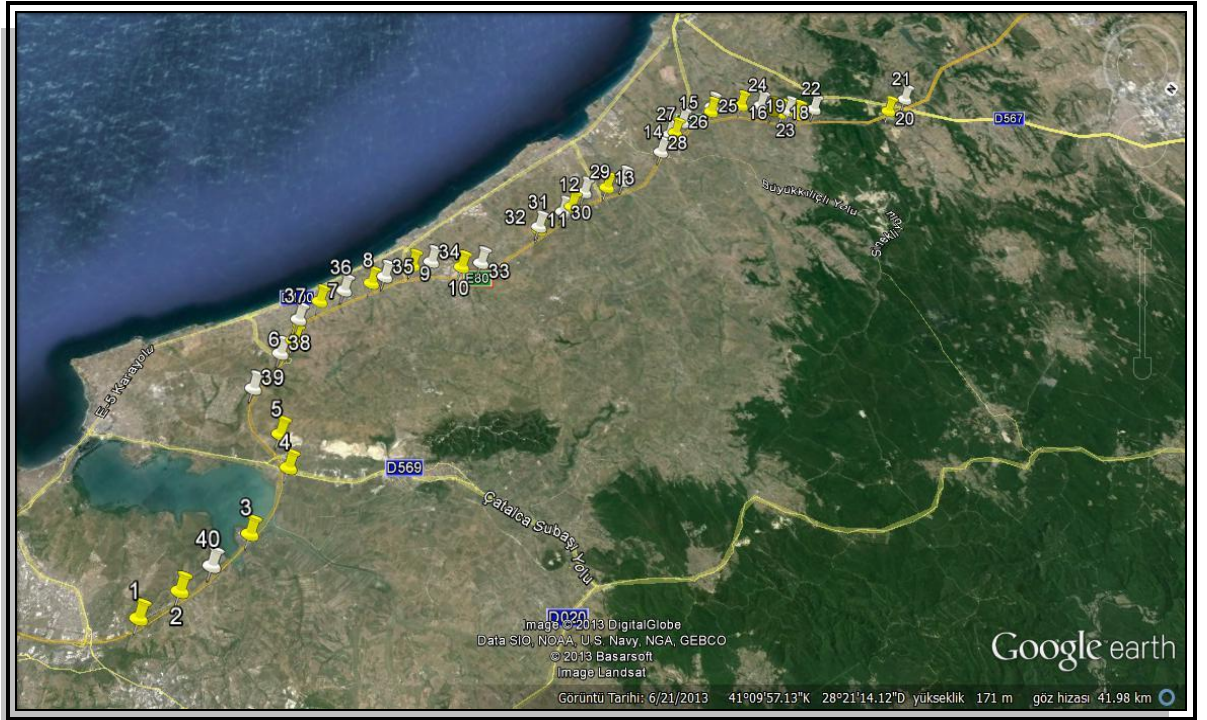 21
24
22
15
25
19
27
16
18
20
26
D567
14
23
28
29
12
13
Büyükkılıçlı Yolu
31
30
32
11
Sinekli
34
8
36
35
9
33
E80
10
7
37
6
38
E-5 Karayolu
39
5
4
D569
Çatalca Subaşı Yolu
3
40
1
2
D020
Image © 2013 DigitalGlobe
Data SIO, NOAA, U.S. Navy, NGA, GEBCO
© 2013 Basarsoft
Image Landsat
Google earth
Görüntü Tarihi: 6/21/2013 41°09'57.13"K 28°21'14.12"D yükseklik 171 m göz hizası 41.98 km
N